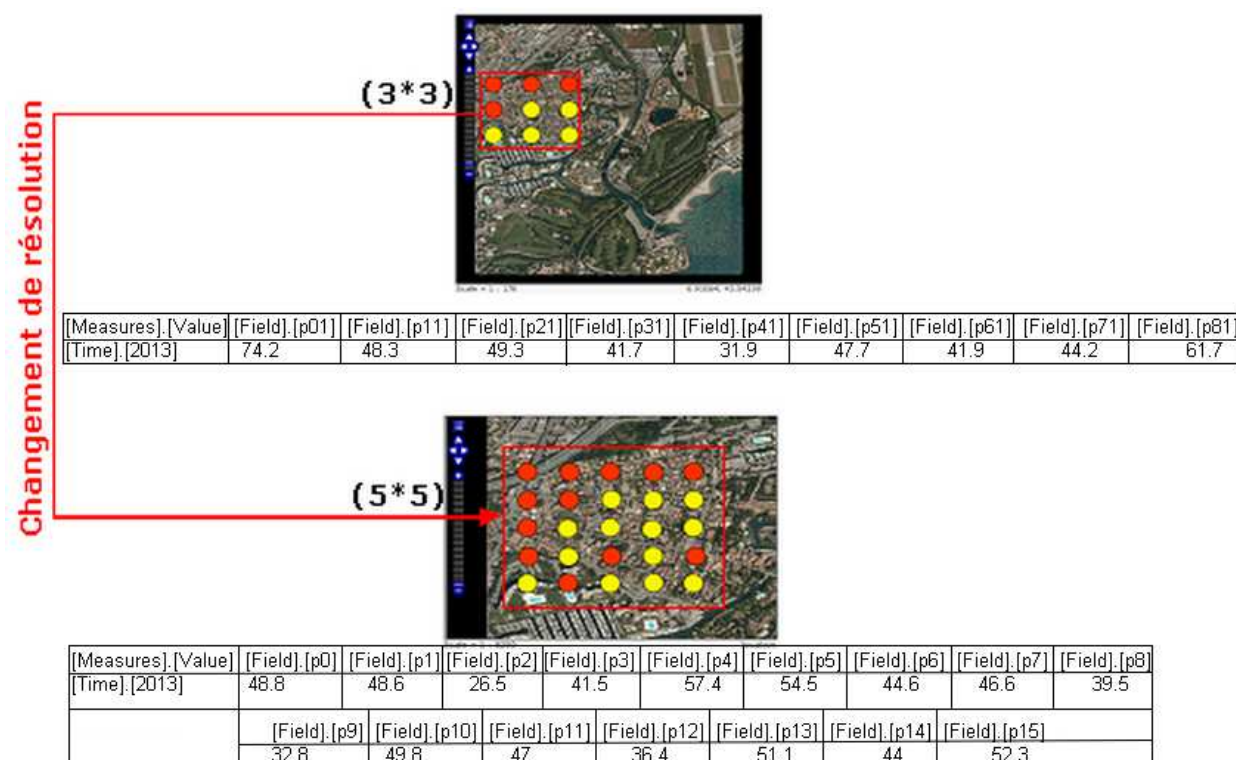 Changement de résolution
(3*3)
[Measures].[Value] [Field].[p01] [Field].[p11] [Field].[p21] [Field].[p31] [Field].[p41] [Field].[p51] [Field].[p61] [Field].[p71] [Field].[p81]
[Time].[2013] 74.2 48.3 49.3 41.7 31.9 47.7 41.9 44.2 61.7
(5*5)
[Measures].[Value] [Field].[p0] [Field].[p1] [Field].[p2] [Field].[p3] [Field].[p4] [Field].[p5] [Field].[p6] [Field].[p7] [Field].[p8]
[Time].[2013] 48.8 48.6 26.5 41.5 57.4 54.5 44.6 46.6 39.5
[Field].[p9] [Field].[p10] [Field].[p11] [Field].[p12] [Field].[p13] [Field].[p14] [Field].[p15]
32.8 49.8 47 36.4 51.1 44 52.3